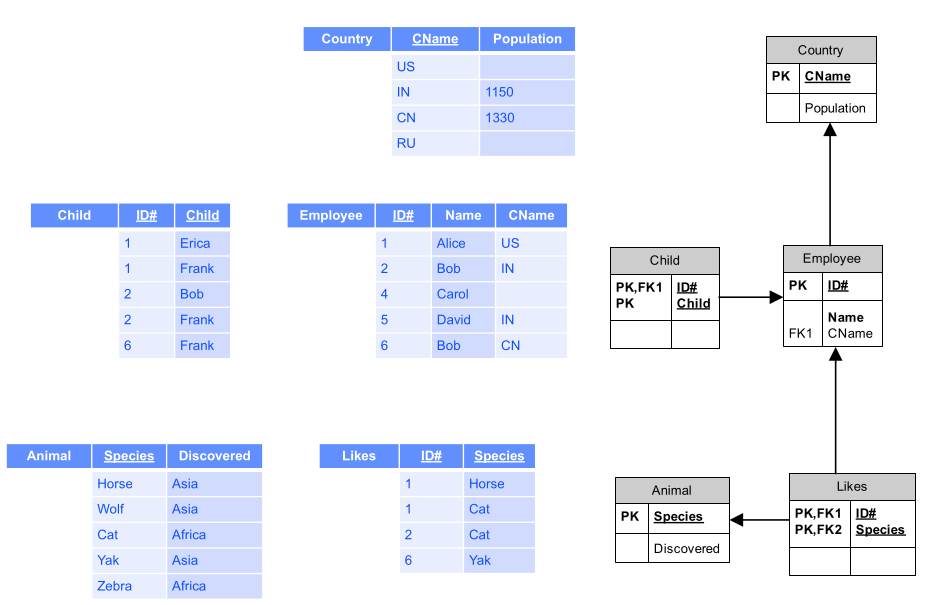 Country CName Population
US
IN 1150
CN 1330
RU
Country
PK CName
Population
Child ID# Child
1 Erica
1 Frank
2 Bob
2 Frank
6 Frank
Employee ID# Name CName
1 Alice US
2 Bob IN
4 Carol
5 David IN
6 Bob CN
Child
PK,FK1 ID#
PK Child
Employee
PK ID#
Name
FK1 CName
Animal Species Discovered
Horse Asia
Wolf Asia
Cat Africa
Yak Asia
Zebra Africa
Likes ID# Species
1 Horse
1 Cat
2 Cat
6 Yak
Animal
PK Species
Discovered
Likes
PK,FK1 ID#
PK,FK2 Species